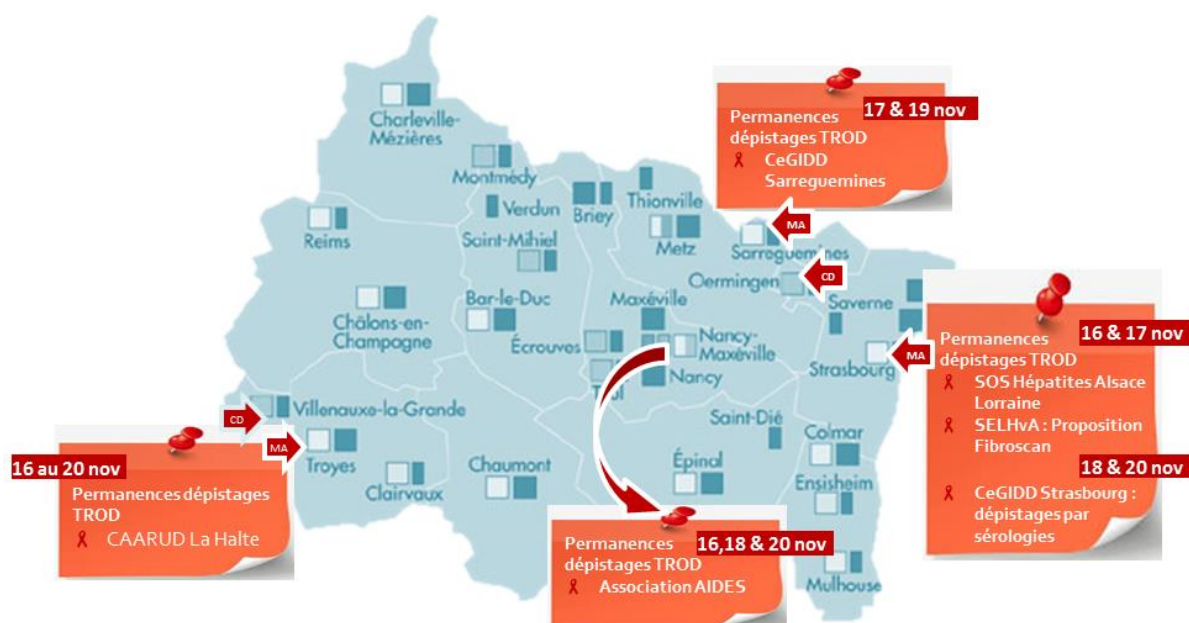 Charleville-
Mézières
Montmédy
Verdun
Briey
Thionville
Reims
Saint-Mihiel
Metz
Sarreguemines
MA
Oermingen
CD
Châlons-en-
Champagne
Bar-le-Duc
Écrouves
Maxéville
Nancy-
Maxéville
Nancy
Saverne
Strasbourg
MA
Villenauxe-la-Grande
CD
MA
Troyes
Clairvaux
Chaumont
Saint-Dié
Épinal
Colmar
Ensisheim
Mulhouse
17 & 19 nov
Permanences
dépistages TROD
CeGIDD
Sarreguemines
16 & 17 nov
Permanences
dépistages TROD
SOS Hépatites Alsace
Lorraine
SELHvA : Proposition
Fibroscan
18 & 20 nov
CeGIDD Strasbourg :
dépistages par
sérologies
16 au 20 nov
Permanences dépistages
TROD
CAARUD La Halte
16,18 & 20 nov
Permanences
dépistages TROD
Association AIDES